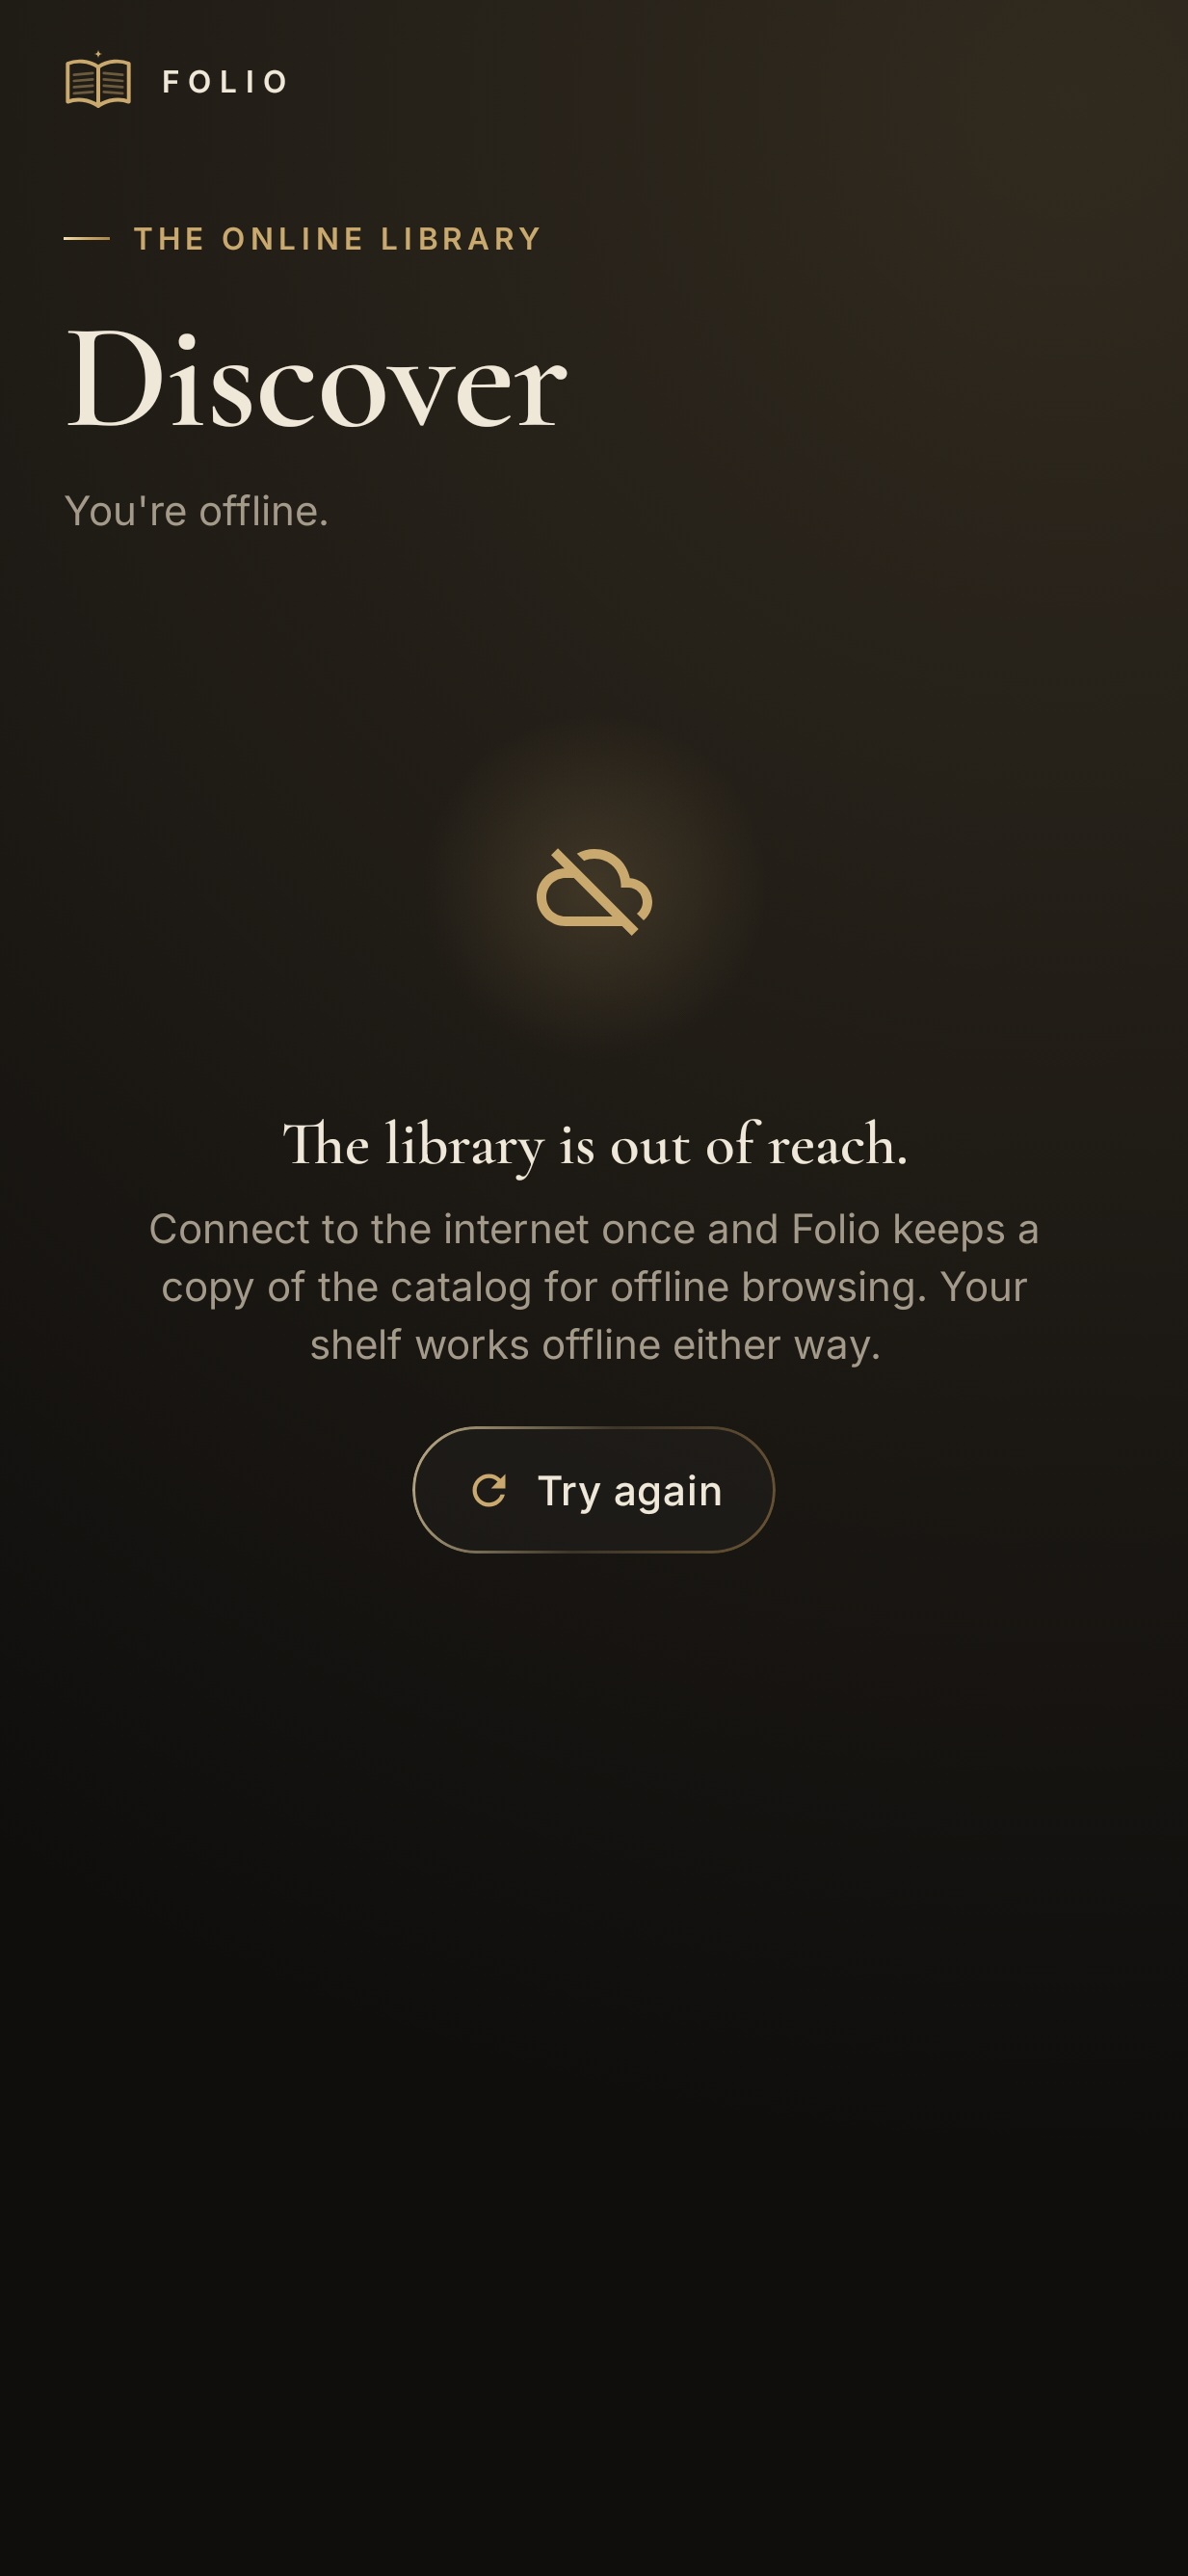 FOLIO
THE ONLINE LIBRARY
Discover
You're offline.
The library is out of reach.
Connect to the internet once and Folio keeps a
copy of the catalog for offline browsing. Your
shelf works offline either way.
Try again